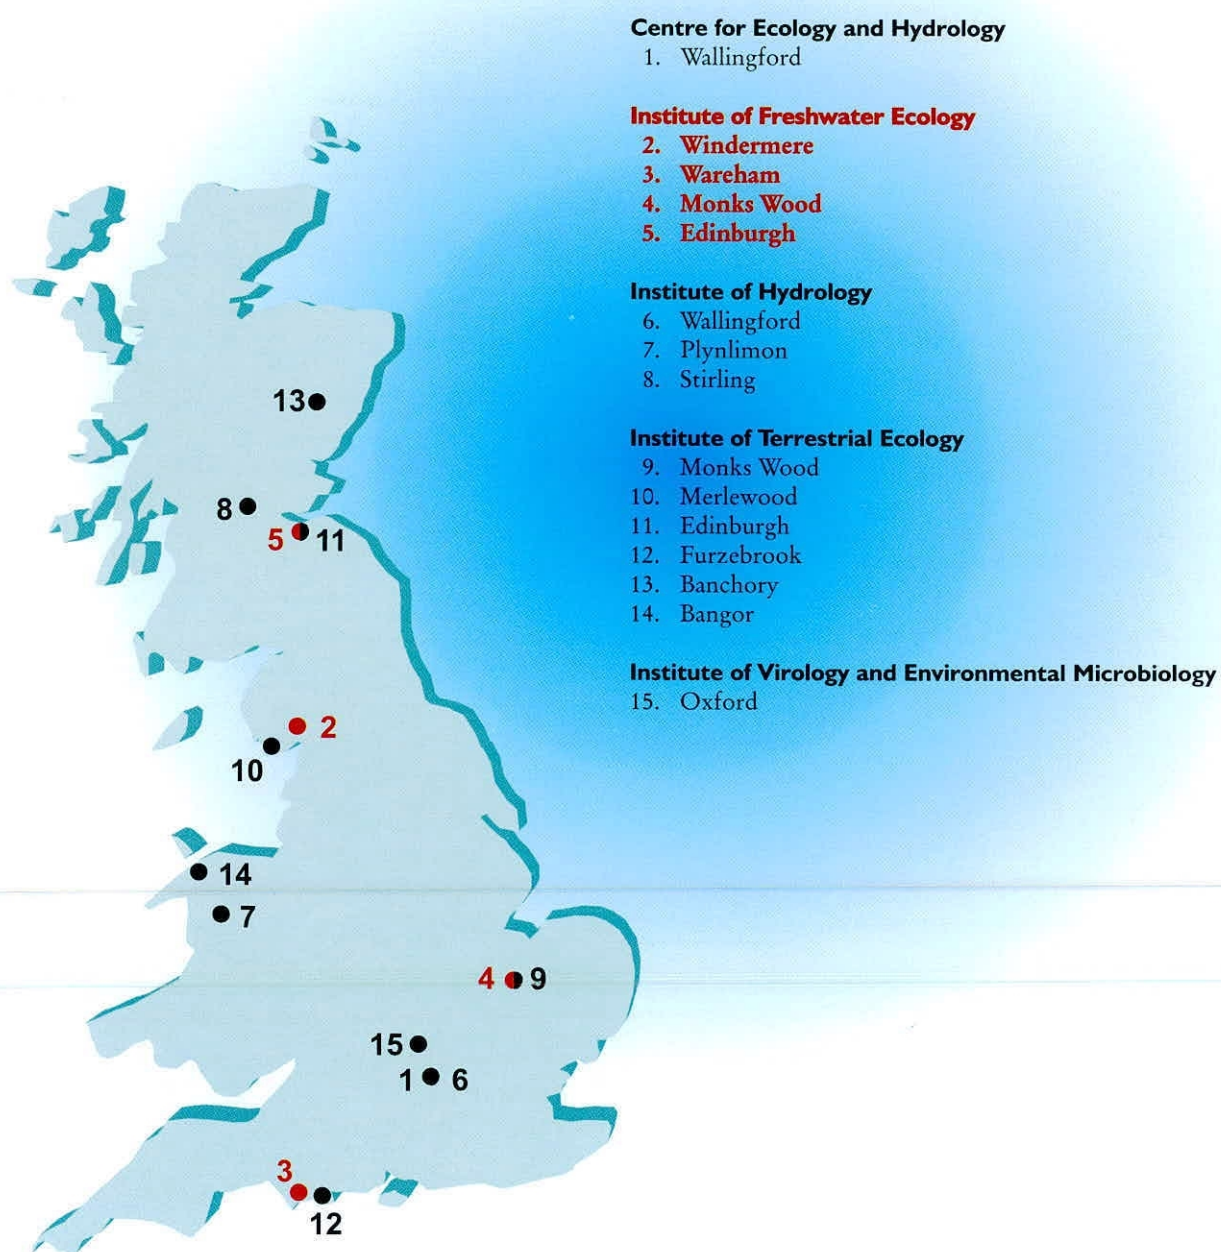 Centre for Ecology and Hydrology
1. Wallingford
Institute of Freshwater Ecology
2. Windermere
3. Wareham
4. Monks Wood
5. Edinburgh
Institute of Hydrology
6. Wallingford
7. Plynlimon
8. Stirling
Institute of Terrestrial Ecology
9. Monks Wood
10. Merlewood
11. Edinburgh
12. Furzebrook
13. Banchory
14. Bangor
Institute of Virology and Environmental Microbiology
15. Oxford
13
8
5 11
2
10
14
7
4 9
15
1 6
3
12